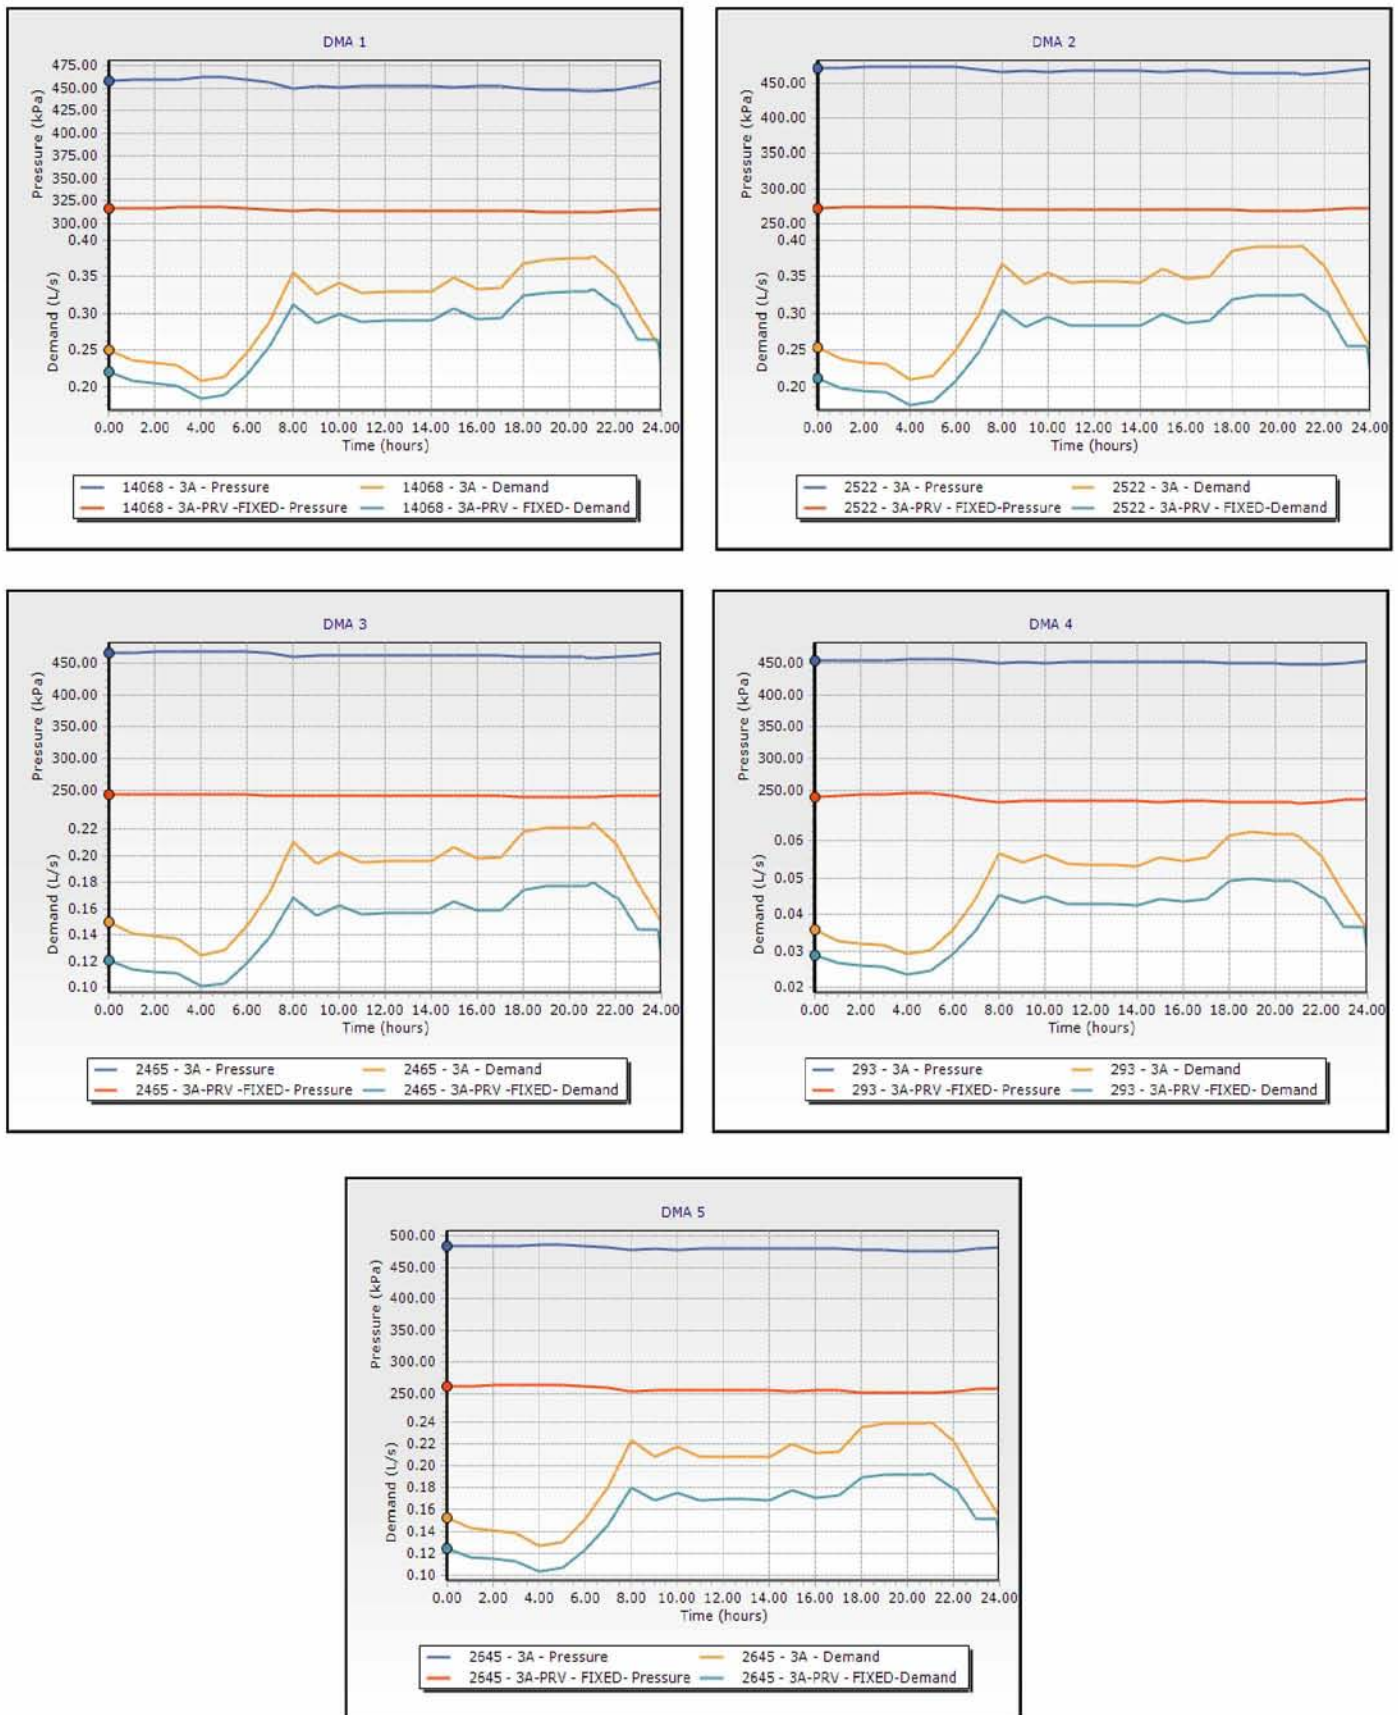 DMA 1
475.00
450.00
425.00
400.00
375.00
350.00
325.00
300.00
Pressure (kPa)
0.40
0.35
0.30
0.25
0.20
Demand (L/s)
0.00 2.00 4.00 6.00 8.00 10.00 12.00 14.00 16.00 18.00 20.00 22.00 24.00
Time (hours)
14068 - 3A - Pressure 14068 - 3A - Demand
14068 - 3A-PRV -FIXED- Pressure 14068 - 3A-PRV - FIXED- Demand
DMA 2
450.00
400.00
350.00
300.00
250.00
Pressure (kPa)
0.40
0.35
0.30
0.25
0.20
Demand (L/s)
0.00 2.00 4.00 6.00 8.00 10.00 12.00 14.00 16.00 18.00 20.00 22.00 24.00
Time (hours)
2522 - 3A - Pressure 2522 - 3A - Demand
2522 - 3A-PRV - FIXED-Pressure 2522 - 3A-PRV - FIXED-Demand
DMA 3
450.00
400.00
350.00
300.00
250.00
Pressure (kPa)
0.22
0.20
0.18
0.16
0.14
0.12
0.10
Demand (L/s)
0.00 2.00 4.00 6.00 8.00 10.00 12.00 14.00 16.00 18.00 20.00 22.00 24.00
Time (hours)
2465 - 3A - Pressure 2465 - 3A - Demand
2465 - 3A-PRV -FIXED- Pressure 2465 - 3A-PRV -FIXED- Demand
DMA 4
450.00
400.00
350.00
300.00
250.00
Pressure (kPa)
0.05
0.05
0.04
0.03
0.02
Demand (L/s)
0.00 2.00 4.00 6.00 8.00 10.00 12.00 14.00 16.00 18.00 20.00 22.00 24.00
Time (hours)
293 - 3A - Pressure 293 - 3A - Demand
293 - 3A-PRV -FIXED- Pressure 293 - 3A-PRV -FIXED- Demand
DMA 5
500.00
450.00
400.00
350.00
300.00
250.00
Pressure (kPa)
0.24
0.22
0.20
0.18
0.16
0.14
0.12
0.10
Demand (L/s)
0.00 2.00 4.00 6.00 8.00 10.00 12.00 14.00 16.00 18.00 20.00 22.00 24.00
Time (hours)
2645 - 3A - Pressure 2645 - 3A - Demand
2645 - 3A-PRV - FIXED- Pressure 2645 - 3A-PRV - FIXED-Demand